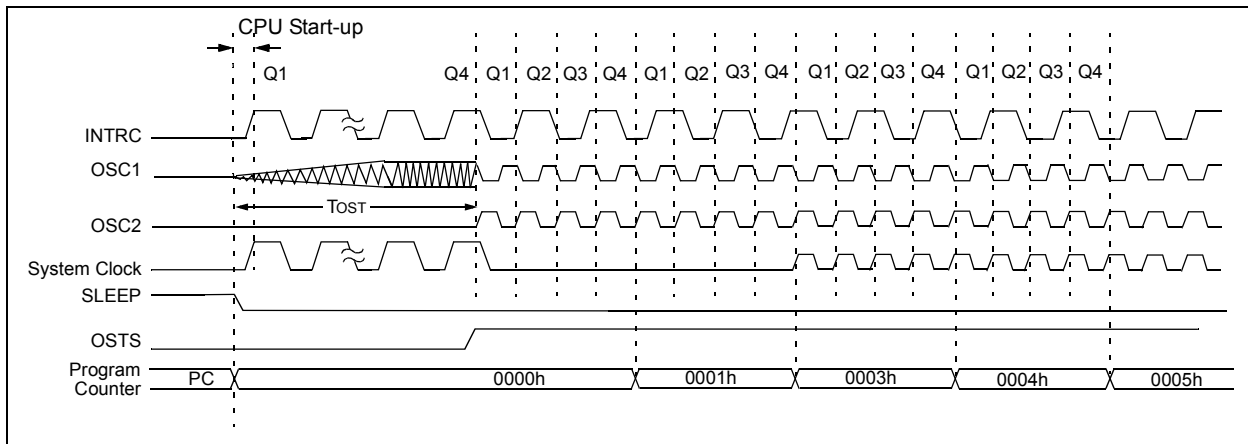 CPU Start-up
Q1 Q4 Q1 Q2 Q3 Q4 Q1 Q2 Q3 Q4 Q1 Q2 Q3 Q4 Q1 Q2 Q3 Q4
INTRC
OSC1
TOST
OSC2
System Clock
SLEEP
OSTS
Program
Counter
PC 0000h 0001h 0003h 0004h 0005h